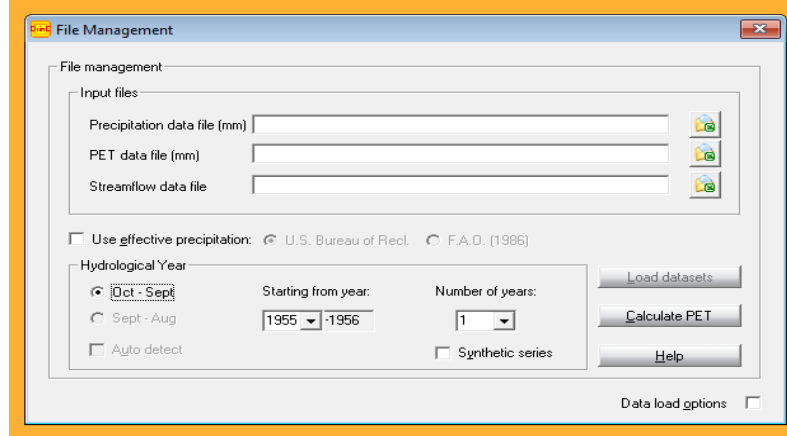 DrinC File Management
File management
Input files
Precipitation data file (mm)
PET data file (mm)
Streamflow data file
Use effective precipitation: U.S. Bureau of Recl. F.A.O. (1986)
Hydrological Year
Oct - Sept Starting from year: Number of years:
Sept - Aug 1955 -1956 1
Auto detect Synthetic series
Load datasets
Calculate PET
Help
Data load options